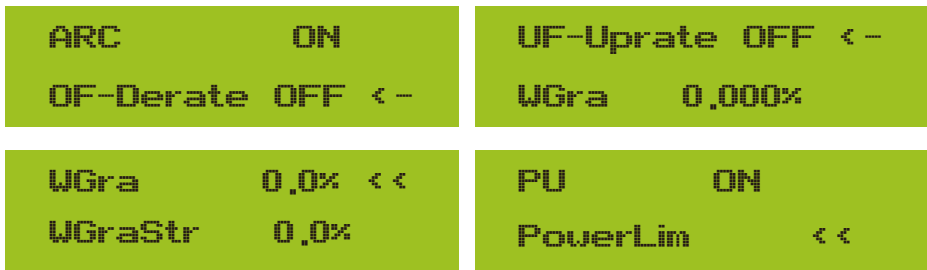 ARC ON
OF-Derate OFF <-
UF-Uprate OFF <-
WGra 0.000%
WGra 0.0% <<
WGraStr 0.0%
PU ON
PowerLim <<